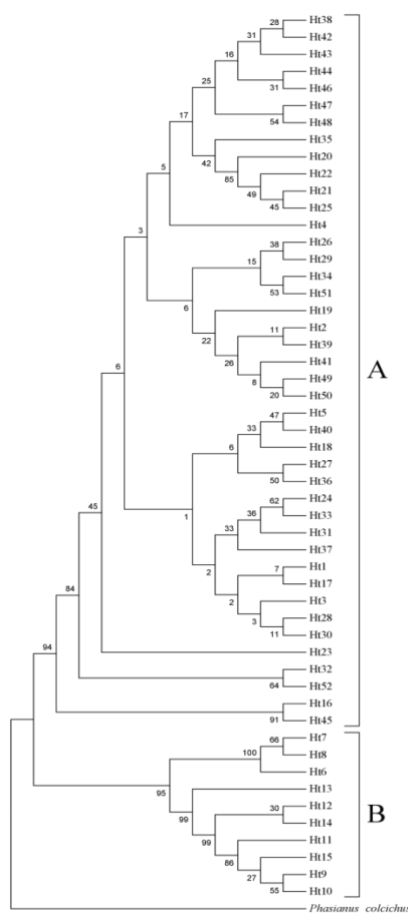 Ht38
28
31
Ht42
16
Ht43
Ht44
25
31
Ht46
Ht47
17
54
Ht48
Ht35
42
Ht20
5
85
Ht22
49
Ht21
45
Ht25
Ht4
3
38
Ht26
15
Ht29
Ht34
53
Ht51
6
Ht19
22
11
Ht2
Ht39
26
Ht41
6
8
Ht49
20
Ht50
A
47
Ht5
33
Ht40
6
Ht18
Ht27
50
Ht36
62
Ht24
36
Ht33
45
1
33
Ht31
Ht37
2
7
Ht1
Ht17
2
Ht3
84
3
Ht28
11
Ht30
Ht23
94
Ht32
64
Ht52
Ht16
91
Ht45
66
Ht7
100
Ht8
Ht6
95
Ht13
99
30
Ht12
Ht14
99
Ht11
86
Ht15
27
Ht9
55
Ht10
B
Phasianus colcichus